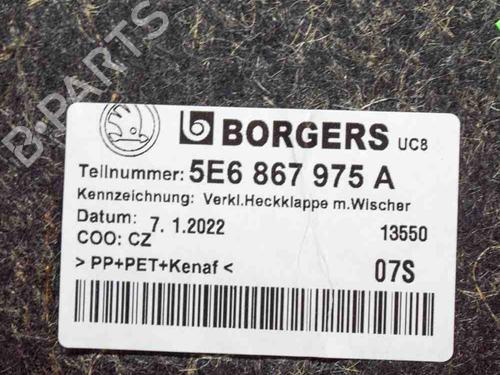 B-PARTS
BORGERS UC8
Teilnummer: 5E6 867 975 A
Kennzeichnung: Verkl.Heckklappe m.Wischer
Datum: 7. 1.2022 13550
COO: CZ
>PP+PET+Kenaf< 07S